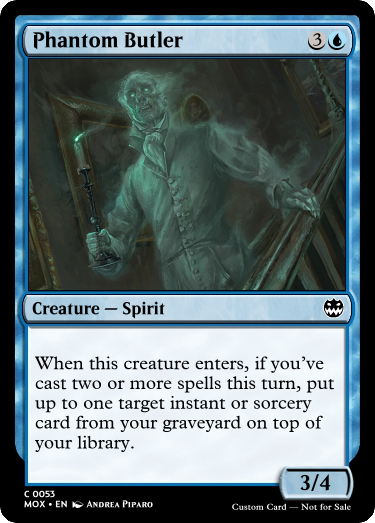 Phantom Butler 3
Creature — Spirit
When this creature enters, if you've
cast two or more spells this turn, put
up to one target instant or sorcery
card from your graveyard on top of
your library.
3/4
C 0053
MOX • EN Andrea Piparo
Custom Card — Not for Sale